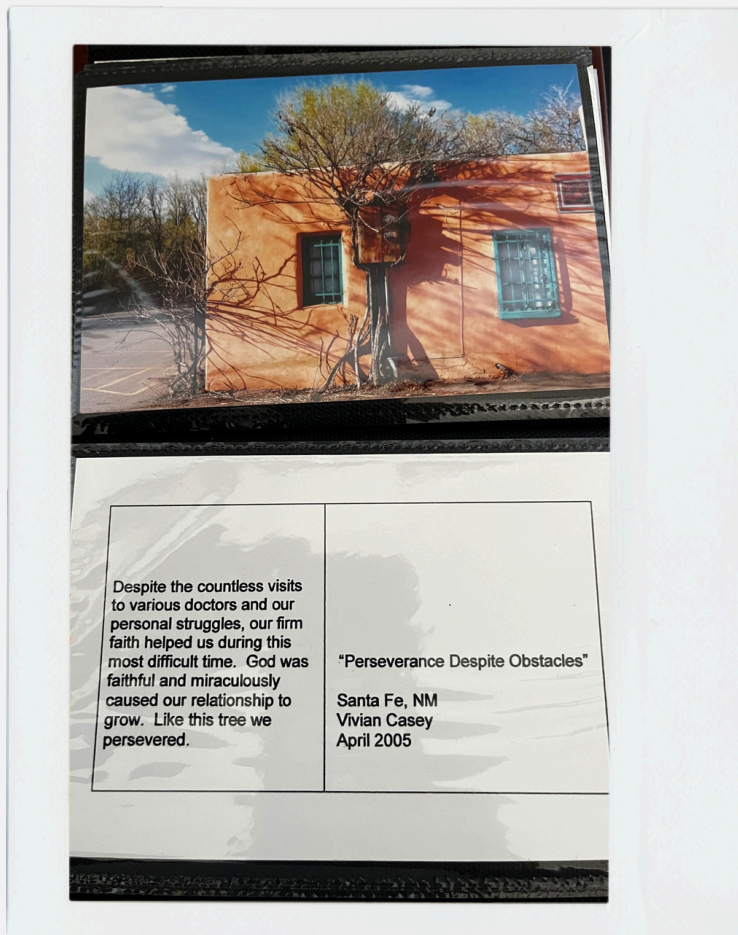 Despite the countless visits
to various doctors and our
personal struggles, our firm
faith helped us during this
most difficult time.  God was
faithful and miraculously
caused our relationship to
grow.  Like this tree we
persevered.
“Perseverance Despite Obstacles”
Santa Fe, NM
Vivian Casey
April 2005